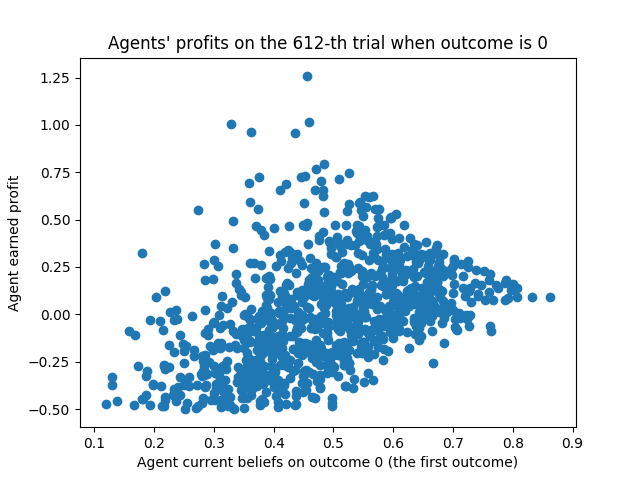 Agents' profits on the 612-th trial when outcome is 0
1.25
1.00
0.75
0.50
0.25
0.00
−0.25
−0.50
Agent earned profit
0.1 0.2 0.3 0.4 0.5 0.6 0.7 0.8 0.9
Agent current beliefs on outcome 0 (the first outcome)